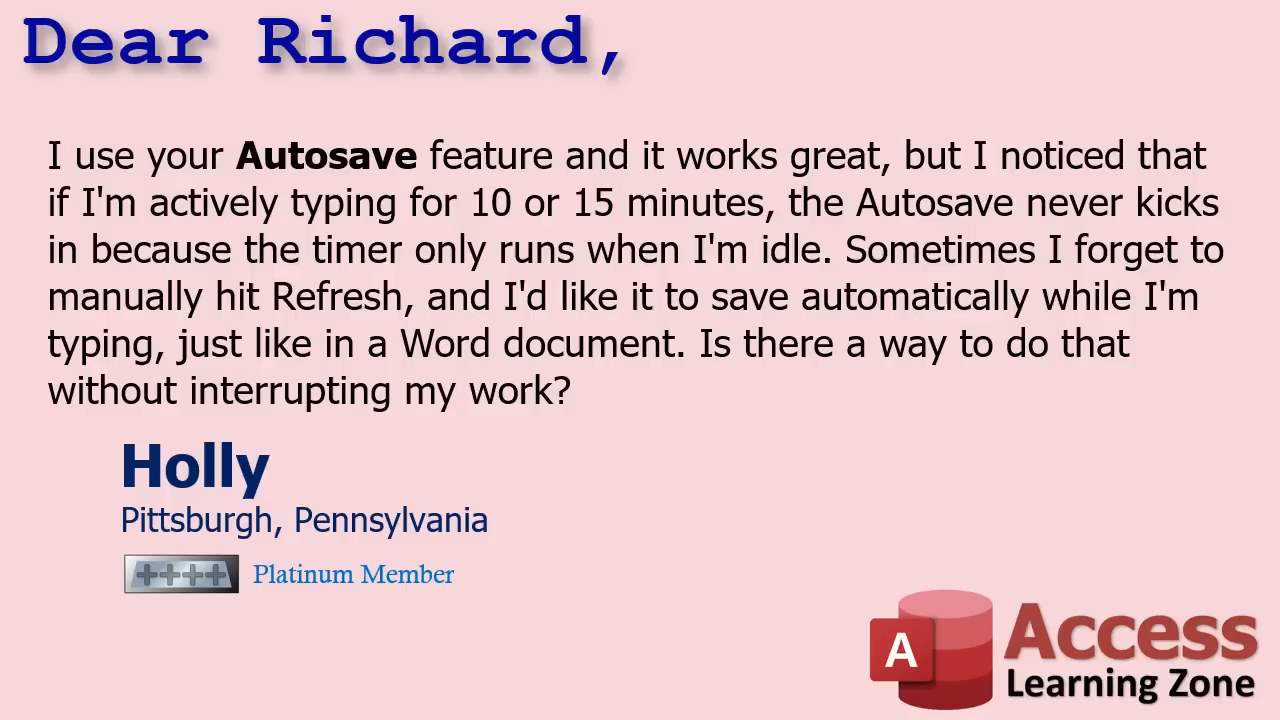 Dear Richard,
I use your Autosave feature and it works great, but I noticed that
if I'm actively typing for 10 or 15 minutes, the Autosave never kicks
in because the timer only runs when I'm idle. Sometimes I forget to
manually hit Refresh, and I'd like it to save automatically while I'm
typing, just like in a Word document. Is there a way to do that
without interrupting my work?
Holly
Pittsburgh, Pennsylvania
++++ Platinum Member
A Access
Learning Zone